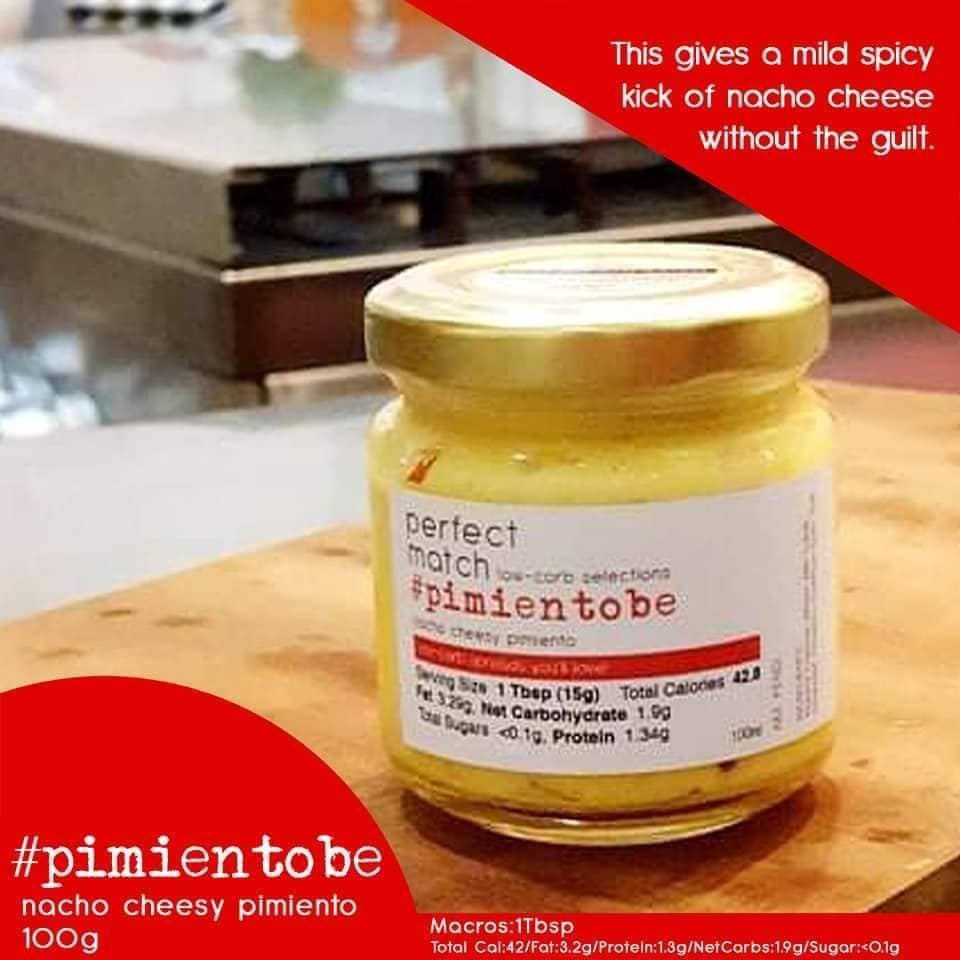 This gives a mild spicy
kick of nacho cheese
without the guilt.
perfect
match low-carb selections
#pimientobe
nacho cheesy pimiento
Serving Size 1 Tbsp (15g) Total Calories 42.8
Fat 3.29g, Net Carbohydrate 1.9g
Total Sugars <0.1g, Protein 1.34g
100ml
#pimientobe
nacho cheesy pimiento
100g
Macros:1Tbsp
Total Cal:42/Fat:3.2g/Protein:1.3g/NetCarbs:1.9g/Sugar:<0.1g